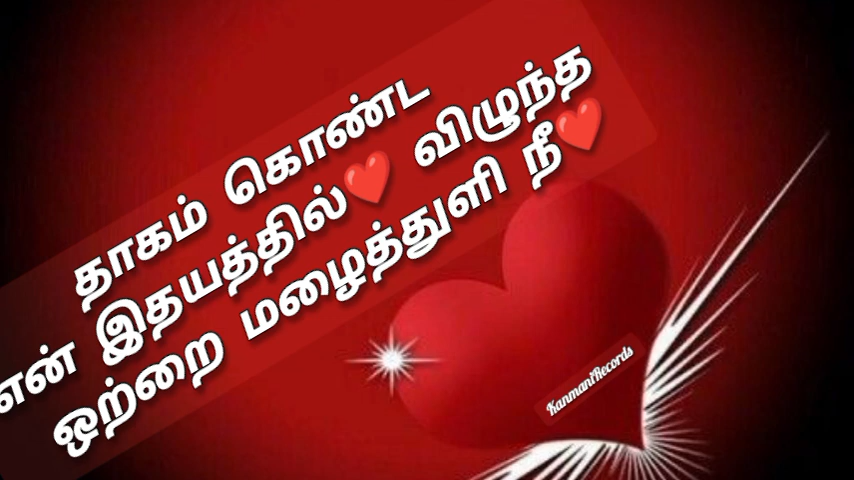 தாகம் கொண்ட
என் இதயத்தில்❤️ விழுந்த
ஒற்றை மழைத்துளி நீ❤️
KanmaniRecords